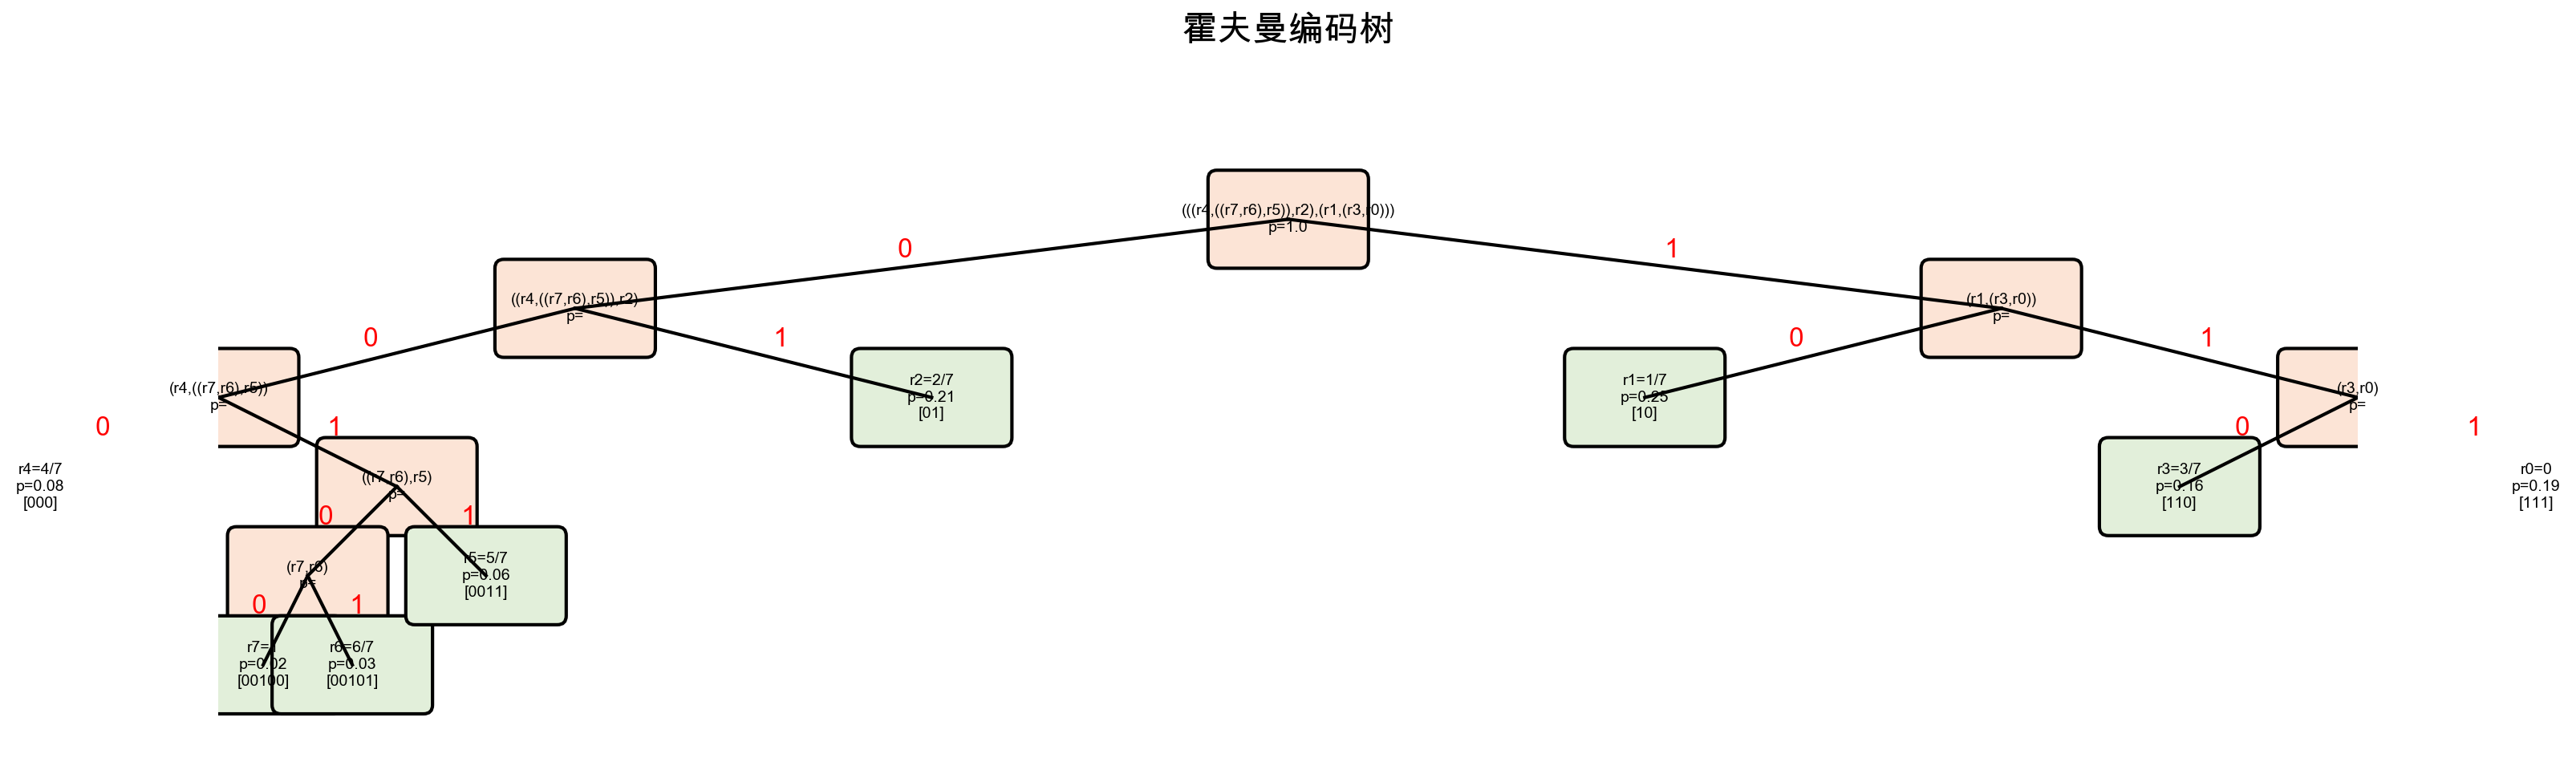 霍夫曼编码树
(((r4,((r7,r6),r5)),r2),(r1,(r3,r0)))
p=1.0
0
1
((r4,((r7,r6),r5)),r2)
p=
(r1,(r3,r0))
p=
0
1
0
1
(r4,((r7,r6),r5))
p=
r2=2/7
p=0.21
[01]
r1=1/7
p=0.25
[10]
(r3,r0)
p=
0
1
0
1
r4=4/7
p=0.08
[000]
((r7,r6),r5)
p=
r3=3/7
p=0.16
[110]
r0=0
p=0.19
[111]
0
1
(r7,r6)
p=
r5=5/7
p=0.06
[0011]
0
1
r7=1
p=0.02
[00100]
r6=6/7
p=0.03
[00101]